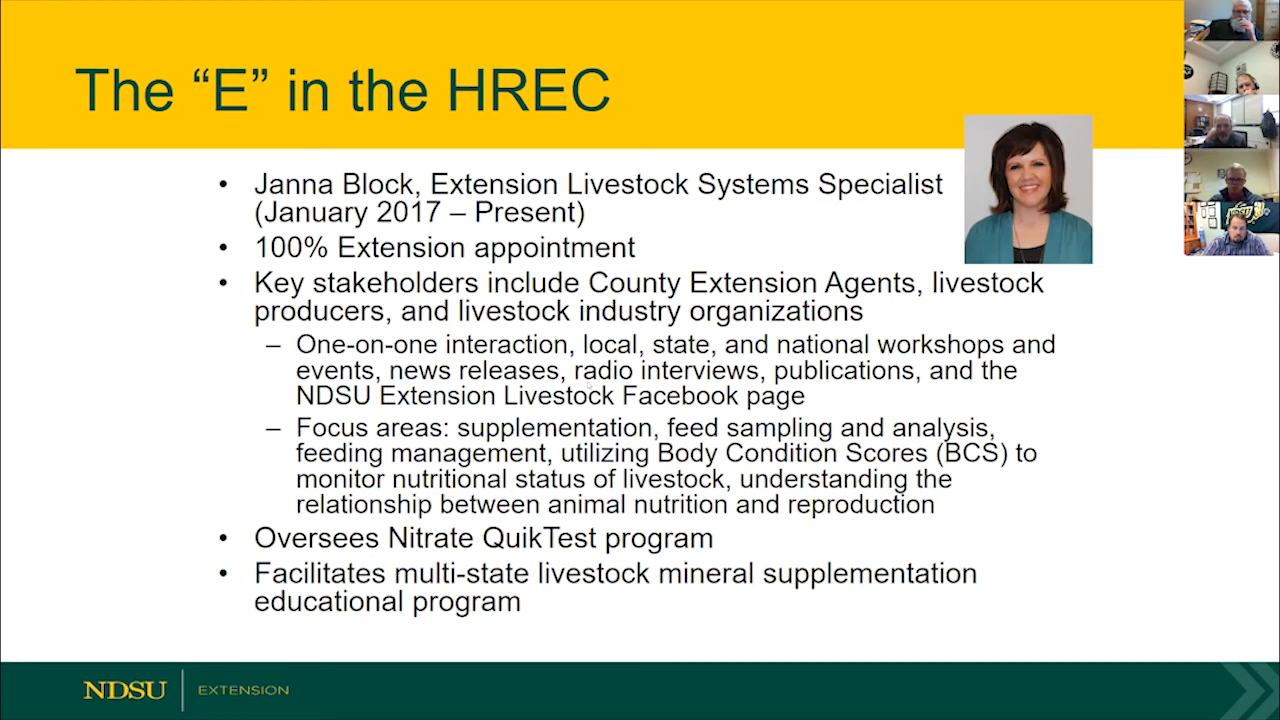 The “E” in the HREC
• Janna Block, Extension Livestock Systems Specialist
(January 2017 – Present)
• 100% Extension appointment
• Key stakeholders include County Extension Agents, livestock
producers, and livestock industry organizations
– One-on-one interaction, local, state, and national workshops and
events, news releases, radio interviews, publications, and the
NDSU Extension Livestock Facebook page
– Focus areas: supplementation, feed sampling and analysis,
feeding management, utilizing Body Condition Scores (BCS) to
monitor nutritional status of livestock, understanding the
relationship between animal nutrition and reproduction
• Oversees Nitrate QuikTest program
• Facilitates multi-state livestock mineral supplementation
educational program
NDSU EXTENSION
NDSU